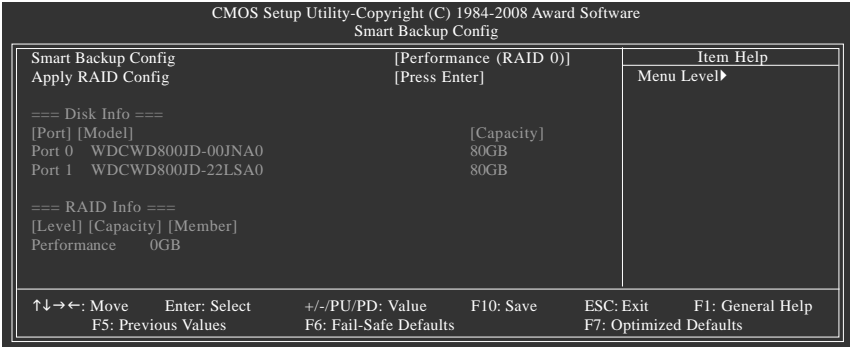 CMOS Setup Utility-Copyright (C) 1984-2008 Award Software
Smart Backup Config
Smart Backup Config [Performance (RAID 0)] Item Help
Apply RAID Config [Press Enter] Menu Level▶
=== Disk Info ===
[Port] [Model] [Capacity]
Port 0 WDCWD800JD-00JNA0 80GB
Port 1 WDCWD800JD-22LSA0 80GB
=== RAID Info ===
[Level] [Capacity] [Member]
Performance 0GB
↑↓→←: Move Enter: Select +/-/PU/PD: Value F10: Save ESC: Exit F1: General Help
F5: Previous Values F6: Fail-Safe Defaults F7: Optimized Defaults